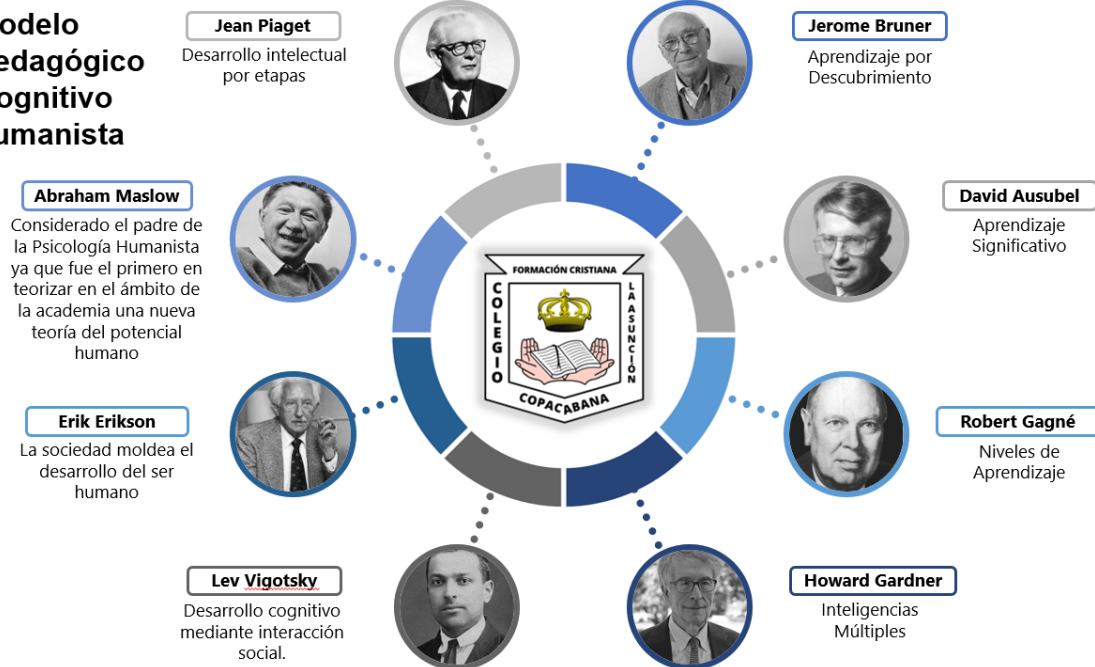 odelo
edagógico
ognitivo
umanista
Jean Piaget
Desarrollo intelectual
por etapas
Jerome Bruner
Aprendizaje por
Descubrimiento
Abraham Maslow
Considerado el padre de
la Psicología Humanista
ya que fue el primero en
teorizar en el ámbito de
la academia una nueva
teoría del potencial
humano
David Ausubel
Aprendizaje
Significativo
FORMACIÓN CRISTIANA
COLEGIO
LA ASUNCIÓN
COPACABANA
Erik Erikson
La sociedad moldea el
desarrollo del ser
humano
Robert Gagné
Niveles de
Aprendizaje
Lev Vigotsky
Desarrollo cognitivo
mediante interacción
social.
Howard Gardner
Inteligencias
Múltiples